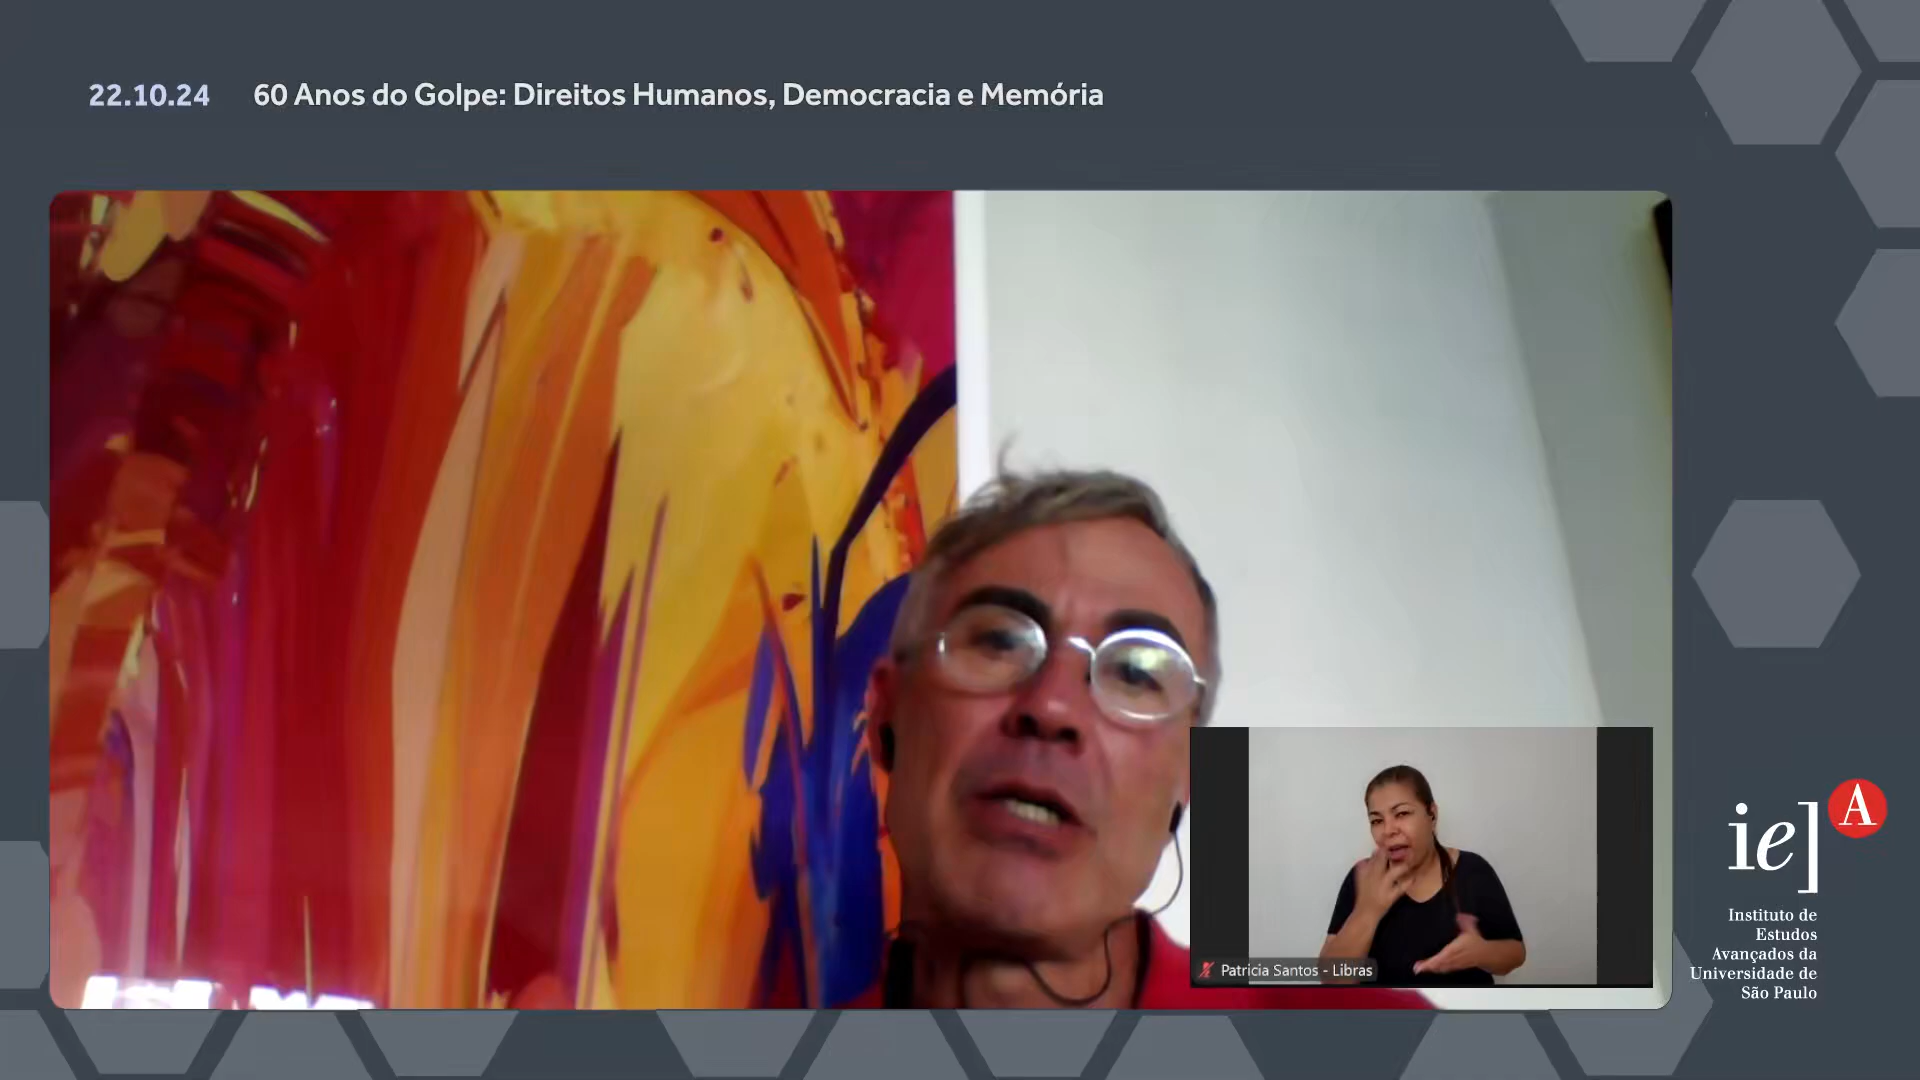 22.10.24 60 Anos do Golpe: Direitos Humanos, Democracia e Memória
Patricia Santos - Libras
ie] A
Instituto de
Estudos
Avançados da
Universidade de
São Paulo